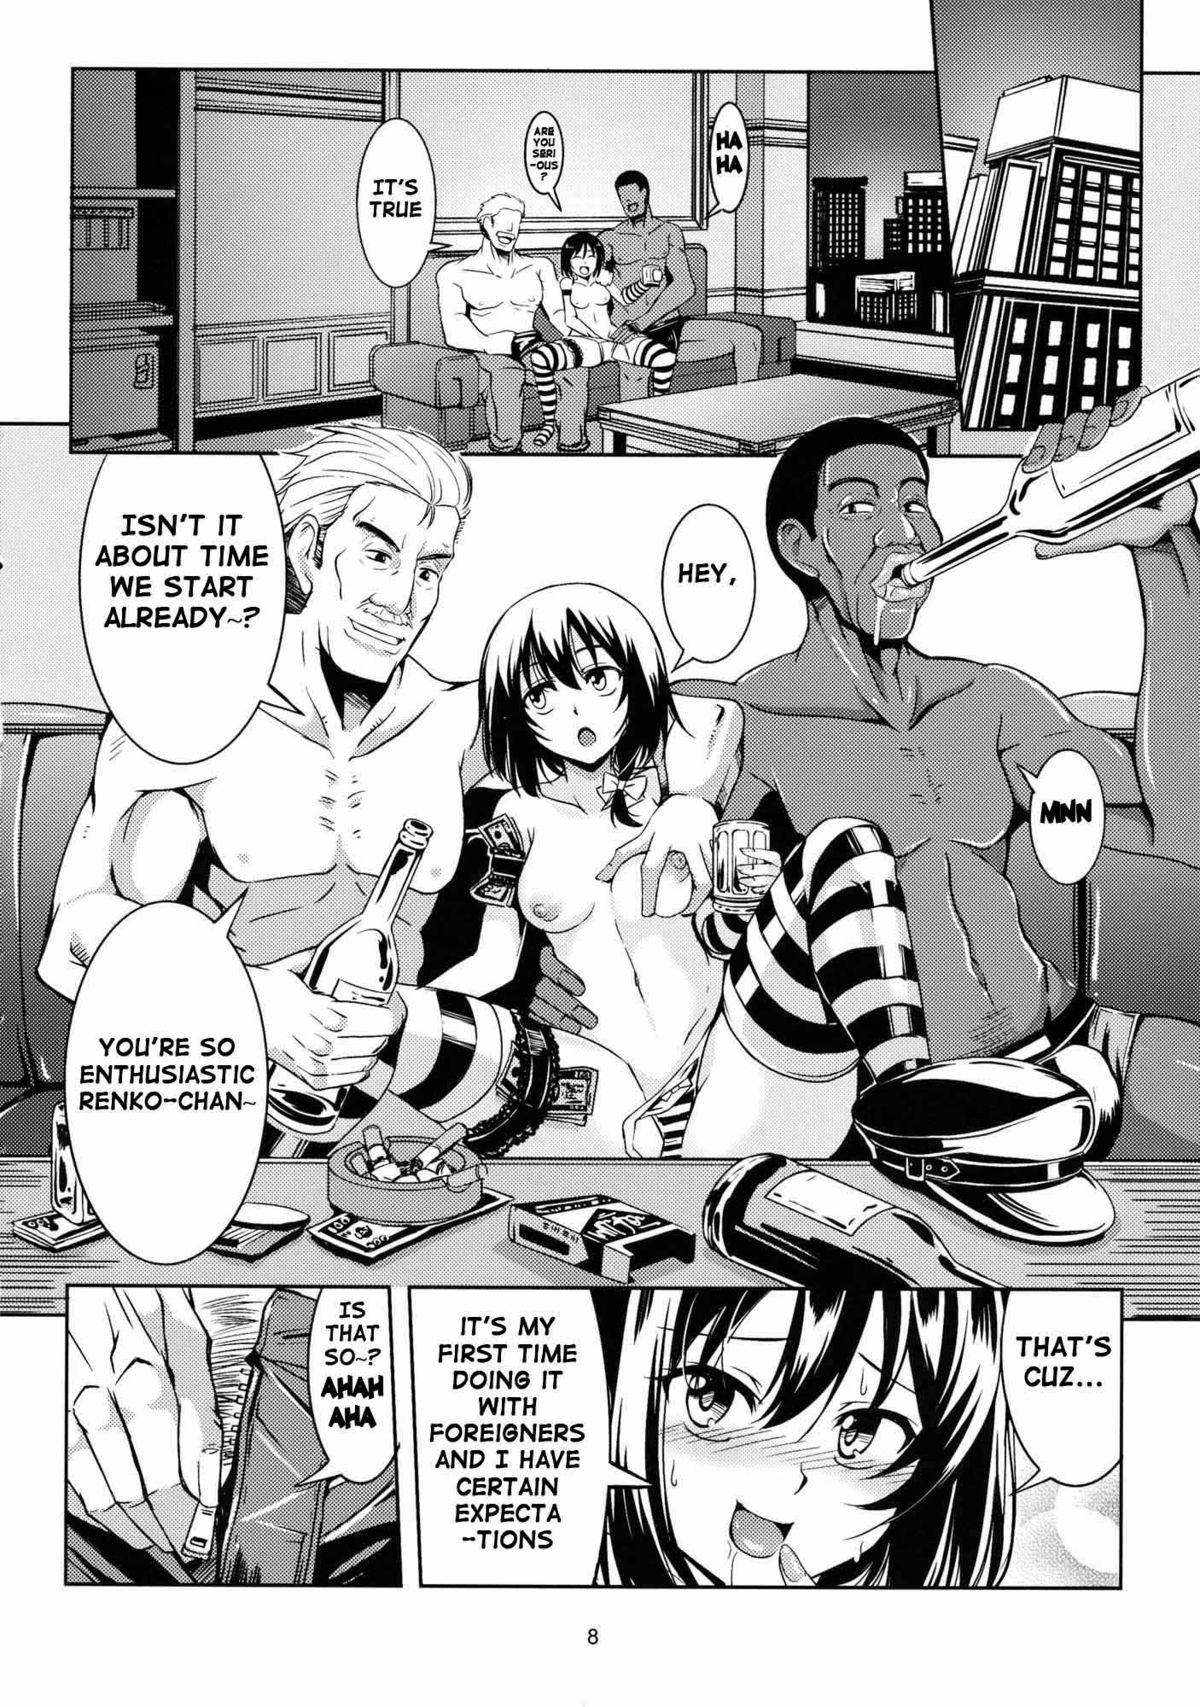 HA
HA
ARE
YOU
SERI
-OUS
?
IT'S
TRUE
HEY,
ISN'T IT
ABOUT TIME
WE START
ALREADY~?
MNN
YOU'RE SO
ENTHUSIASTIC
RENKO-CHAN~
THAT'S
CUZ...
IT'S MY
FIRST TIME
DOING IT
WITH
FOREIGNERS
AND I HAVE
CERTAIN
EXPECTA
-TIONS
IS
THAT
SO~?
AHAH
AHA
8